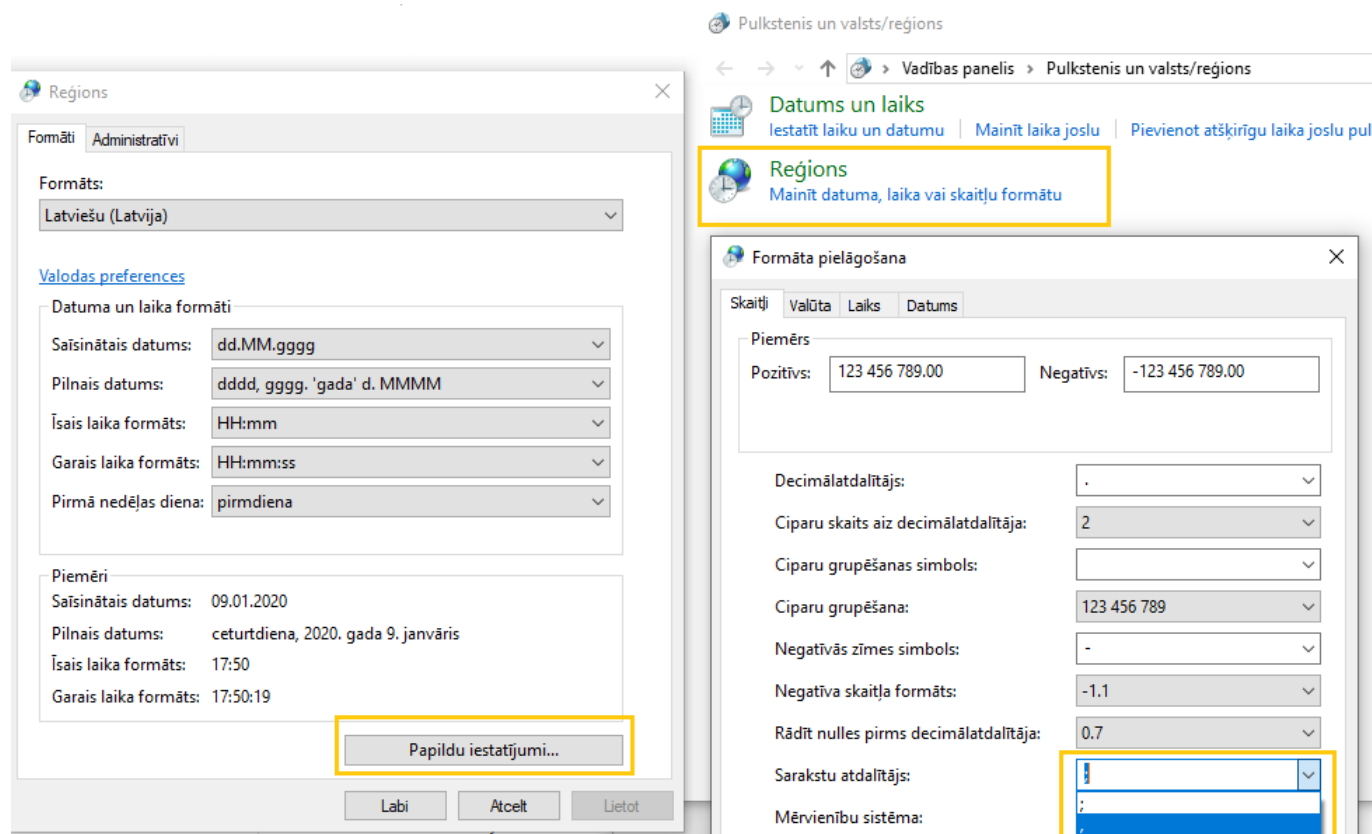 Reģions
Formāti
Administratīvi
Formāts:
Latviešu (Latvija)
Valodas preferences
Datuma un laika formāti
Saīsinātais datums: dd.MM.gggg
Pilnais datums: dddd, gggg. 'gada' d. MMMM
Īsais laika formāts: HH:mm
Garais laika formāts: HH:mm:ss
Pirmā nedēļas diena: pirmdiena
Piemēri
Saīsinātais datums: 09.01.2020
Pilnais datums: ceturtdiena, 2020. gada 9. janvāris
Īsais laika formāts: 17:50
Garais laika formāts: 17:50:19
Papildu iestatījumi...
Labi Atcelt Lietot
Pulkstenis un valsts/reģions
Vadības panelis > Pulkstenis un valsts/reģions
Datums un laiks
Iestatīt laiku un datumu Mainīt laika joslu Pievienot atšķirīgu laika joslu pul
Reģions
Mainīt datuma, laika vai skaitļu formātu
Formāta pielāgošana
Skaitļi Valūta Laiks Datums
Piemērs
Pozitīvs: 123 456 789.00 Negatīvs: -123 456 789.00
Decimālatdalītājs: .
Ciparu skaits aiz decimālatdalītāja: 2
Ciparu grupēšanas simbols:
Ciparu grupēšana: 123 456 789
Negatīvās zīmes simbols: -
Negatīva skaitļa formāts: -1.1
Rādīt nulles pirms decimālatdalītāja: 0.7
Sarakstu atdalītājs: ;
;
Mērvienību sistēma: